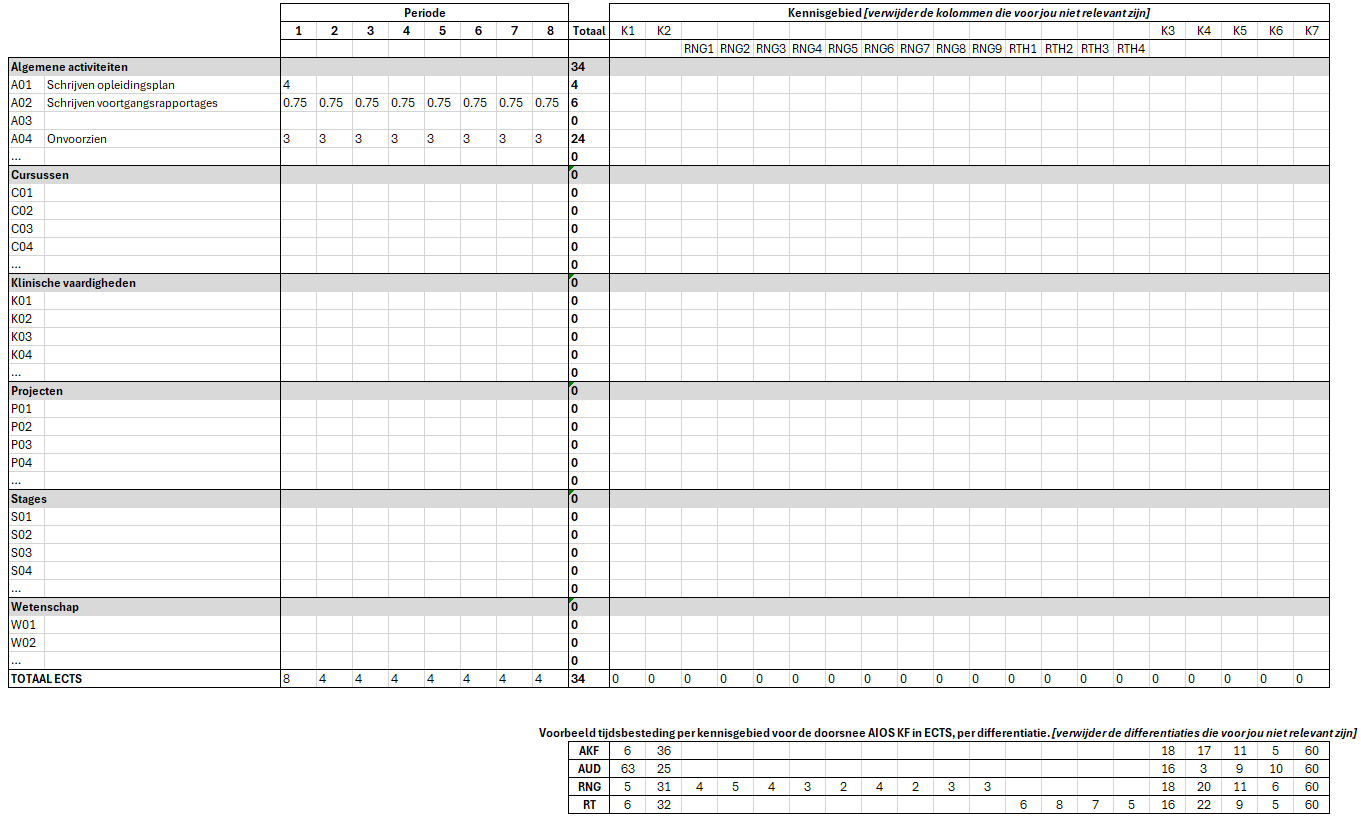 Periode Kennisgebied [verwijder de kolommen die voor jou niet relevant zijn]
1 2 3 4 5 6 7 8 Totaal K1 K2 K3 K4 K5 K6 K7
RNG1 RNG2 RNG3 RNG4 RNG5 RNG6 RNG7 RNG8 RNG9 RTH1 RTH2 RTH3 RTH4
Algemene activiteiten 34
A01 Schrijven opleidingsplan 4 4
A02 Schrijven voortgangsrapportages 0.75 0.75 0.75 0.75 0.75 0.75 0.75 0.75 6
A03 0
A04 Onvoorzien 3 3 3 3 3 3 3 3 24
... 0
Cursussen 0
C01 0
C02 0
C03 0
C04 0
... 0
Klinische vaardigheden 0
K01 0
K02 0
K03 0
K04 0
... 0
Projecten 0
P01 0
P02 0
P03 0
P04 0
... 0
Stages 0
S01 0
S02 0
S03 0
S04 0
... 0
Wetenschap 0
W01 0
W02 0
... 0
TOTAAL ECTS 8 4 4 4 4 4 4 4 34 0 0 0 0 0 0 0 0 0 0 0 0 0 0 0 0 0 0 0 0
Voorbeeld tijdsbesteding per kennisgebied voor de doorsnee AIOS KF in ECTS, per differentiatie. [verwijder de differentiaties die voor jou niet relevant zijn]
AKF 6 36 18 17 11 5 60
AUD 63 25 16 3 9 10 60
RNG 5 31 4 5 4 3 2 4 2 3 3 18 20 11 6 60
RT 6 32 6 8 7 5 16 22 9 5 60